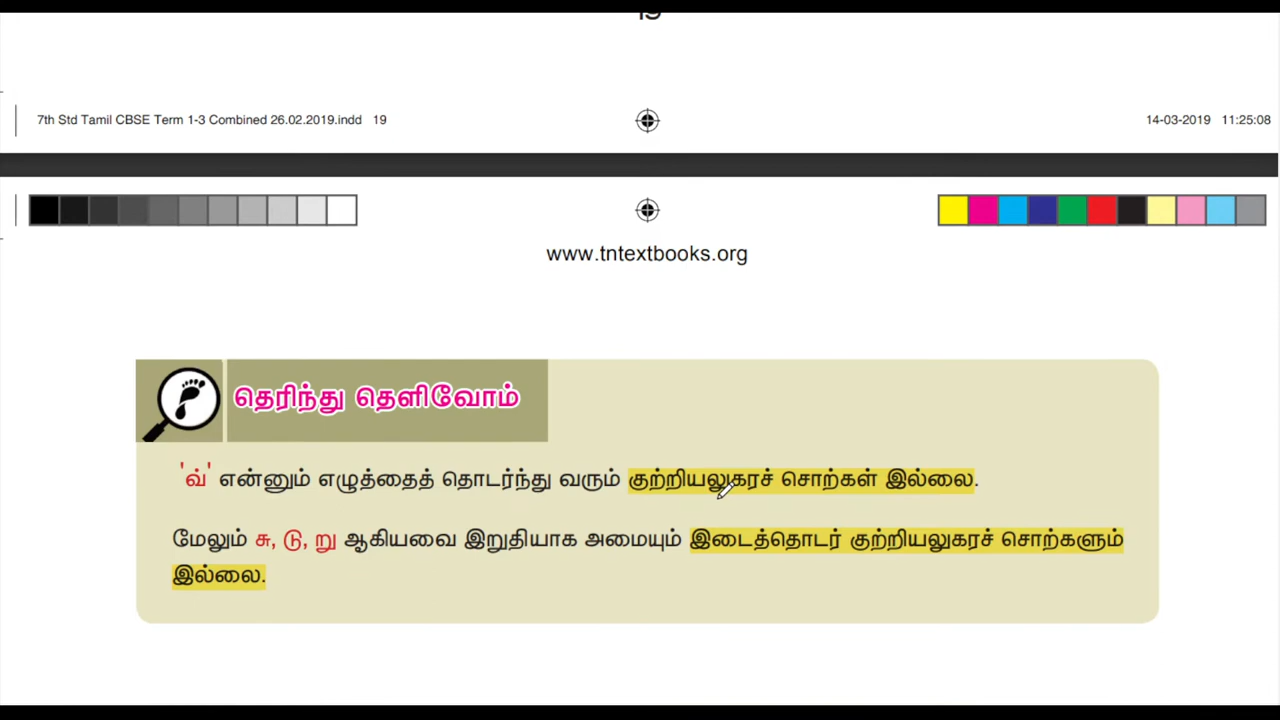 7th Std Tamil CBSE Term 1-3 Combined 26.02.2019.indd 19
14-03-2019 11:25:08
www.tntextbooks.org
தெரிந்து தெளிவோம்
'வ்' என்னும் எழுத்தைத் தொடர்ந்து வரும் குற்றியலுகரச் சொற்கள் இல்லை.
மேலும் சு, டு, று ஆகியவை இறுதியாக அமையும் இடைத்தொடர் குற்றியலுகரச் சொற்களும்
இல்லை.